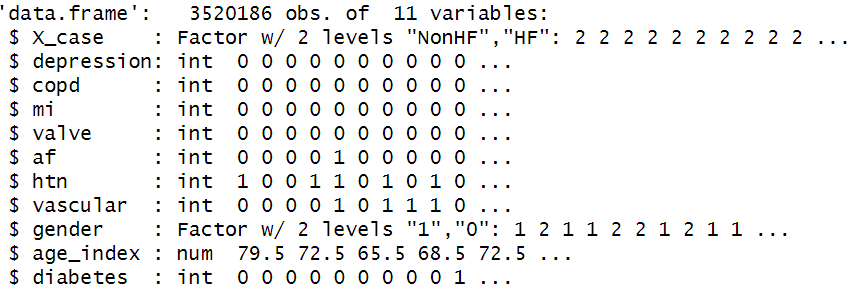 'data.frame':   3520186 obs. of  11 variables:
 $ X_case    : Factor w/ 2 levels "NonHF","HF": 2 2 2 2 2 2 2 2 2 2 ...
 $ depression: int  0 0 0 0 0 0 0 0 0 0 ...
 $ copd      : int  0 0 0 0 0 0 0 0 0 0 ...
 $ mi        : int  0 0 0 0 0 0 0 0 0 0 ...
 $ valve     : int  0 0 0 0 0 0 0 0 0 0 ...
 $ af        : int  0 0 0 0 1 0 0 0 0 0 ...
 $ htn       : int  1 0 0 1 1 0 1 0 1 0 ...
 $ vascular  : int  0 0 0 0 1 0 1 1 1 0 ...
 $ gender    : Factor w/ 2 levels "1","0": 1 2 1 1 2 2 1 2 1 1 ...
 $ age_index : num  79.5 72.5 65.5 68.5 72.5 ...
 $ diabetes  : int  0 0 0 0 0 0 0 0 0 1 ...